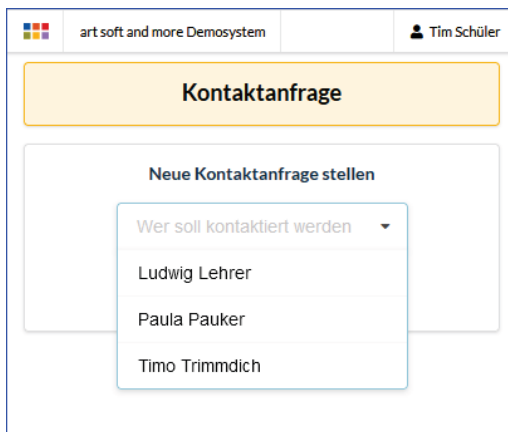 art soft and more Demosystem
Tim Schüler
Kontaktanfrage
Neue Kontaktanfrage stellen
Wer soll kontaktiert werden
Ludwig Lehrer
Paula Pauker
Timo Trimmdich